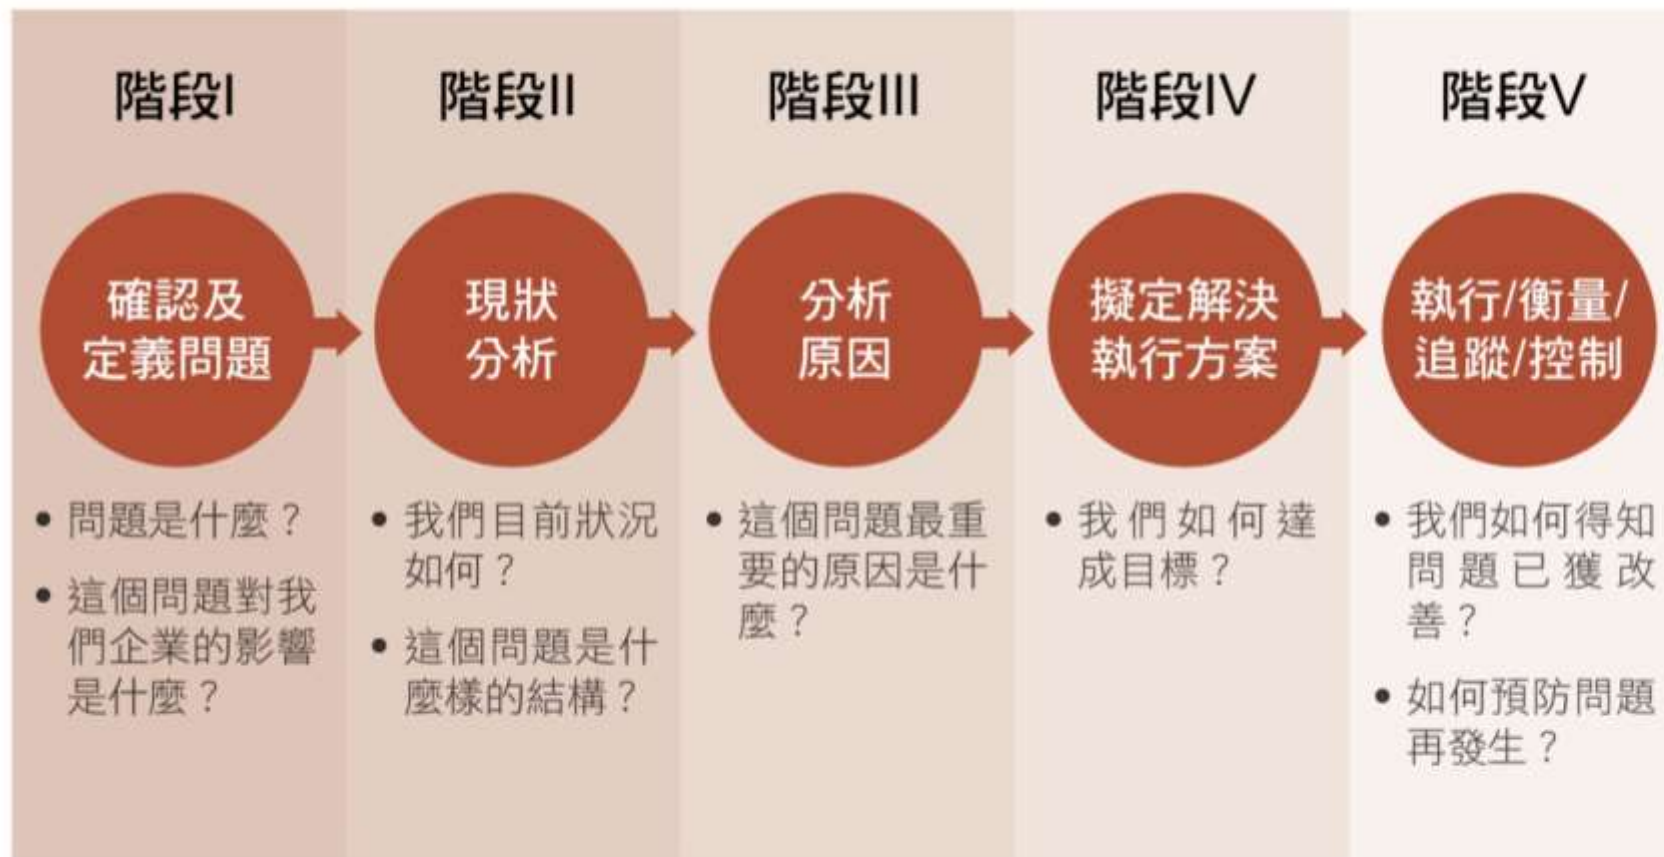 階段I
確認及
定義問題
• 問題是什麼？
• 這個問題對我
們企業的影響
是什麼？
階段II
現狀
分析
• 我們目前狀況
如何？
• 這個問題是什
麼樣的結構？
階段III
分析
原因
• 這個問題最重
要的原因是什
麼？
階段IV
擬定解決
執行方案
• 我們如何達
成目標？
階段V
執行/衡量/
追蹤/控制
• 我們如何得知
問題已獲改
善？
• 如何預防問題
再發生？